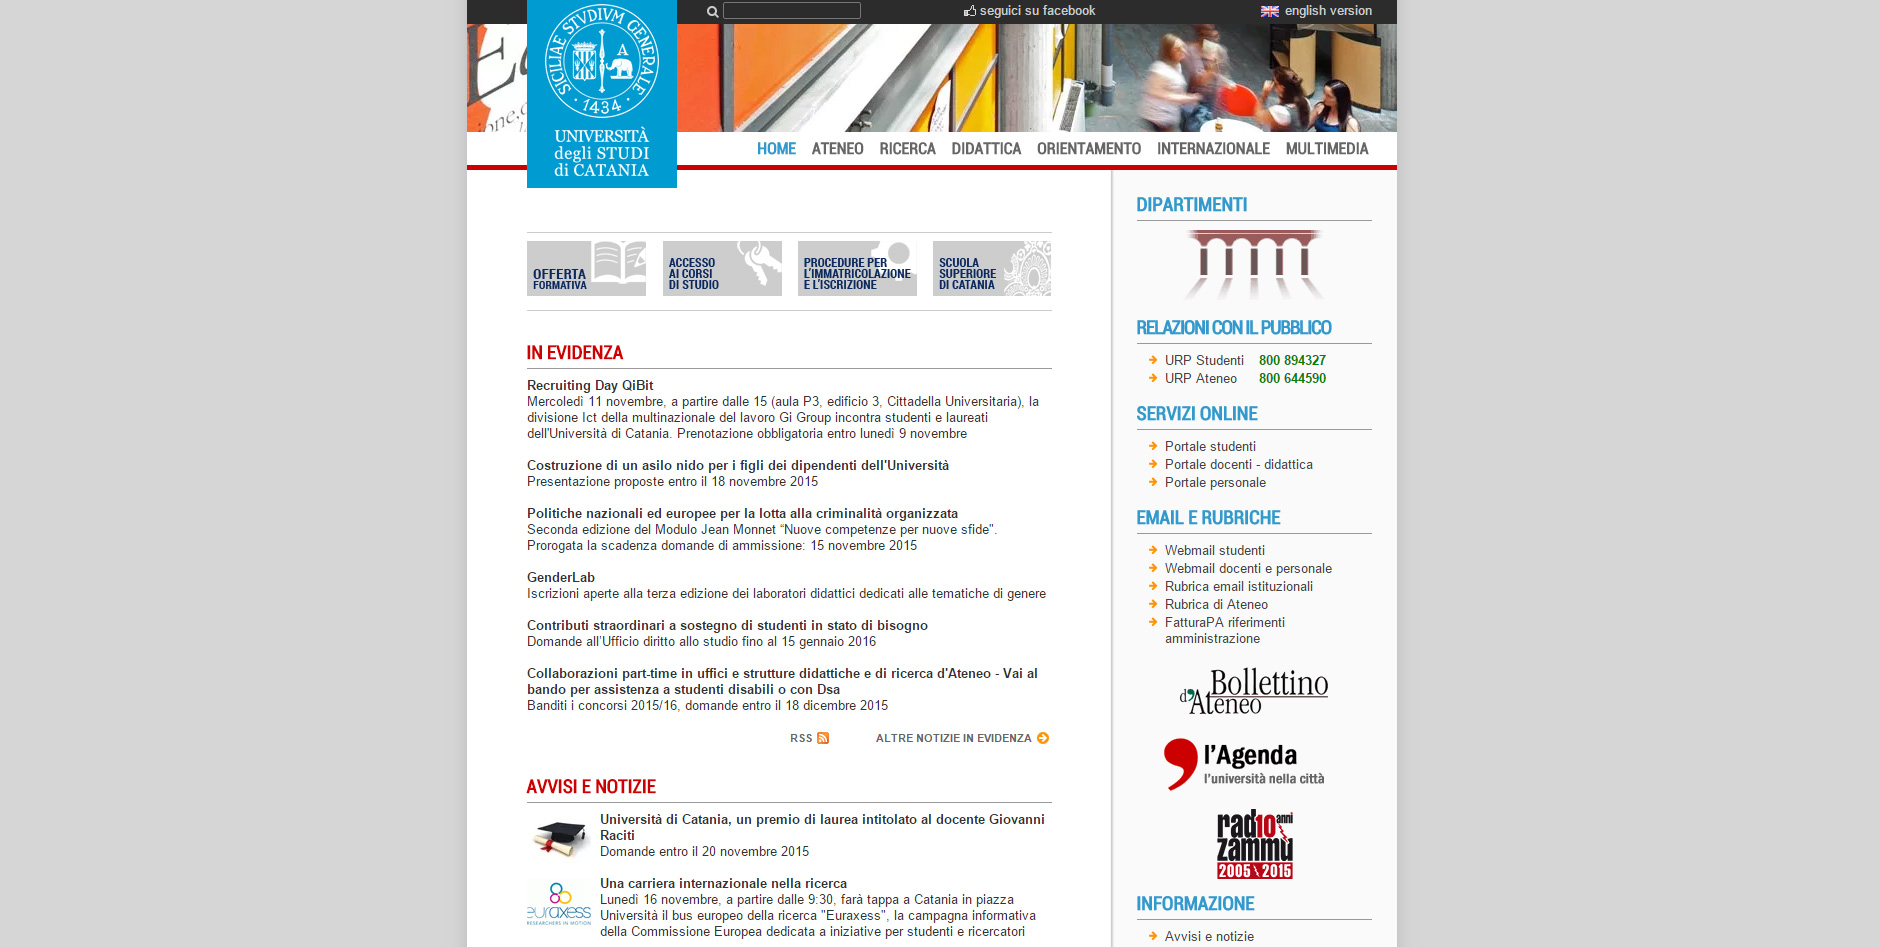 seguici su facebook
english version
SICILIAE STVDIVM GENERALE
· 1434 ·
A
UNIVERSITÀ
degli STUDI
di CATANIA
HOME ATENEO RICERCA DIDATTICA ORIENTAMENTO INTERNAZIONALE MULTIMEDIA
OFFERTA
FORMATIVA
ACCESSO
AI CORSI
DI STUDIO
PROCEDURE PER
L'IMMATRICOLAZIONE
E L'ISCRIZIONE
SCUOLA
SUPERIORE
DI CATANIA
IN EVIDENZA
Recruiting Day QiBit
Mercoledì 11 novembre, a partire dalle 15 (aula P3, edificio 3, Cittadella Universitaria), la
divisione Ict della multinazionale del lavoro Gi Group incontra studenti e laureati
dell'Università di Catania. Prenotazione obbligatoria entro lunedì 9 novembre
Costruzione di un asilo nido per i figli dei dipendenti dell'Università
Presentazione proposte entro il 18 novembre 2015
Politiche nazionali ed europee per la lotta alla criminalità organizzata
Seconda edizione del Modulo Jean Monnet “Nuove competenze per nuove sfide”.
Prorogata la scadenza domande di ammissione: 15 novembre 2015
GenderLab
Iscrizioni aperte alla terza edizione dei laboratori didattici dedicati alle tematiche di genere
Contributi straordinari a sostegno di studenti in stato di bisogno
Domande all’Ufficio diritto allo studio fino al 15 gennaio 2016
Collaborazioni part-time in uffici e strutture didattiche e di ricerca d'Ateneo - Vai al
bando per assistenza a studenti disabili o con Dsa
Banditi i concorsi 2015/16, domande entro il 18 dicembre 2015
RSS
ALTRE NOTIZIE IN EVIDENZA
AVVISI E NOTIZIE
Università di Catania, un premio di laurea intitolato al docente Giovanni
Raciti
Domande entro il 20 novembre 2015
euraxess
RESEARCHERS IN MOTION
Una carriera internazionale nella ricerca
Lunedì 16 novembre, a partire dalle 9:30, farà tappa a Catania in piazza
Università il bus europeo della ricerca "Euraxess", la campagna informativa
della Commissione Europea dedicata a iniziative per studenti e ricercatori
DIPARTIMENTI
RELAZIONI CON IL PUBBLICO
URP Studenti 800 894327
URP Ateneo 800 644590
SERVIZI ONLINE
Portale studenti
Portale docenti - didattica
Portale personale
EMAIL E RUBRICHE
Webmail studenti
Webmail docenti e personale
Rubrica email istituzionali
Rubrica di Ateneo
FatturaPA riferimenti
amministrazione
Bollettino
d'Ateneo
l'Agenda
l'università nella città
rad10 anni
zammù
2005 \ 2015
INFORMAZIONE
Avvisi e notizie